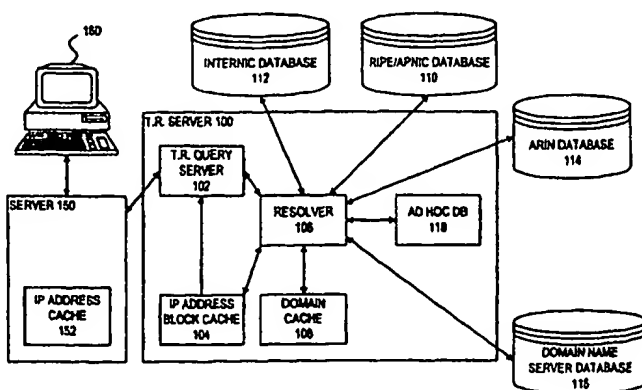 160
INTERNIC DATABASE
112
RIPE/APNIC DATABASE
110
T.R. SERVER 100
ARIN DATABASE
114
T.R. QUERY
SERVER
102
SERVER 150
RESOLVER
106
AD HOC DB
118
IP ADDRESS
CACHE
152
IP ADDRESS
BLOCK CACHE
104
DOMAIN
CACHE
108
DOMAIN NAME
SERVER DATABASE
116